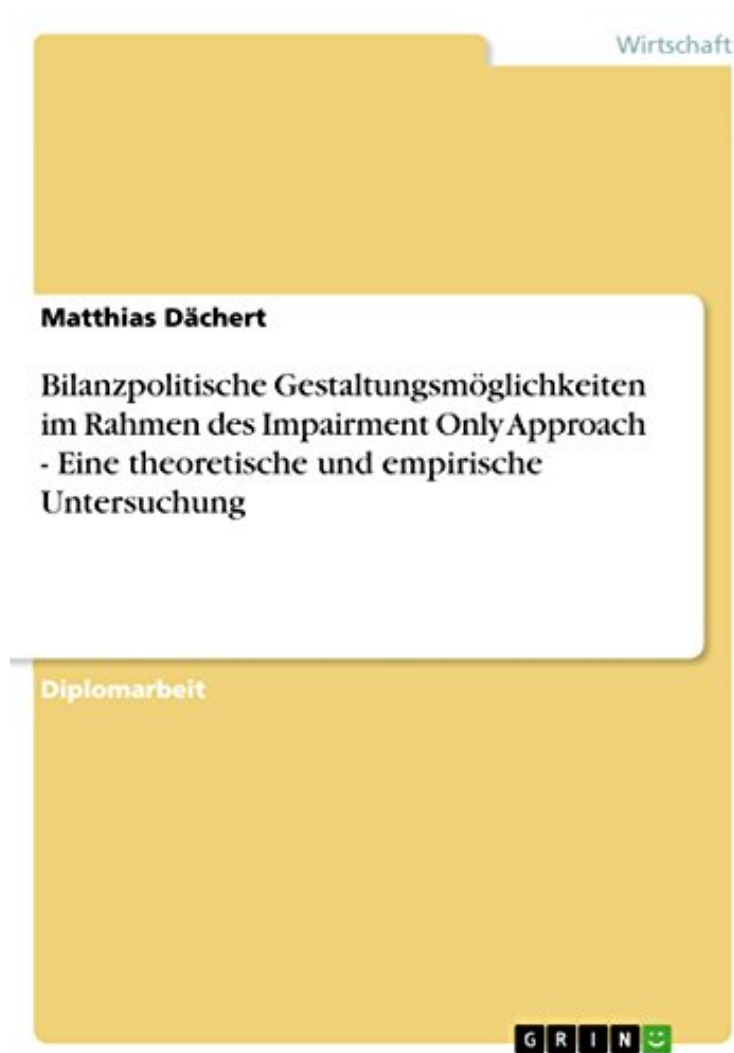 Wirtschaft
Matthias Dächert
Bilanzpolitische Gestaltungsmöglichkeiten
im Rahmen des Impairment Only Approach
- Eine theoretische und empirische
Untersuchung
Diplomarbeit
GRIN